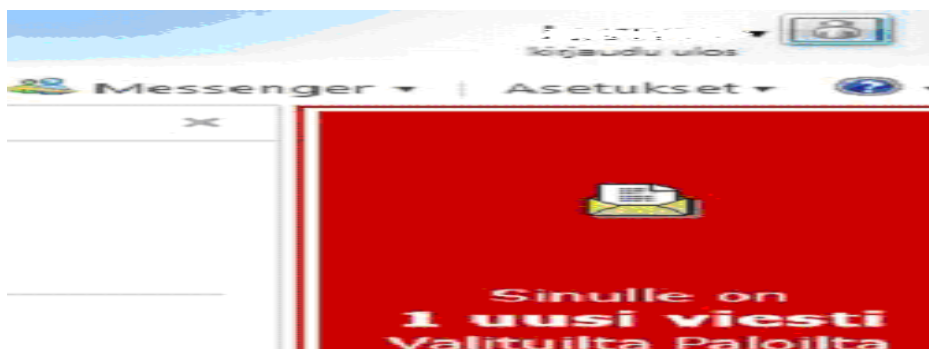 kirjaudu ulos
Messenger
Asetukset
Sinulle on
1 uusi viesti
Valituilta Paloilta